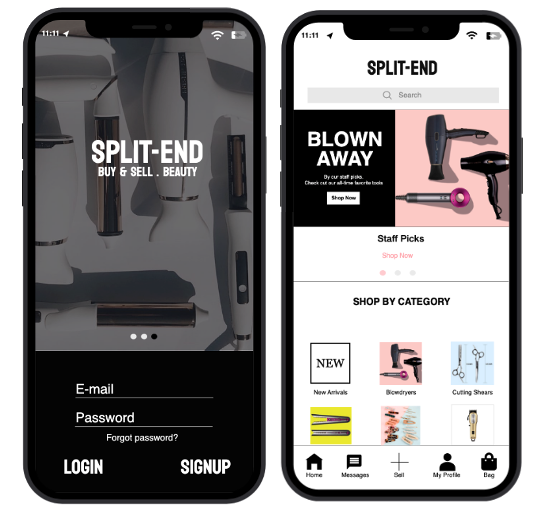 11:11
SPLIT-END
BUY & SELL . BEAUTY
E-mail
Password
Forgot password?
LOGIN
SIGNUP
11:11
SPLIT-END
Search
BLOWN
AWAY
By our staff picks.
Check out our all-time favorite tools
Shop Now
Staff Picks
Shop Now
SHOP BY CATEGORY
NEW
New Arrivals
Blowdryers
Cutting Shears
Home
Messages
Sell
My Profile
Bag